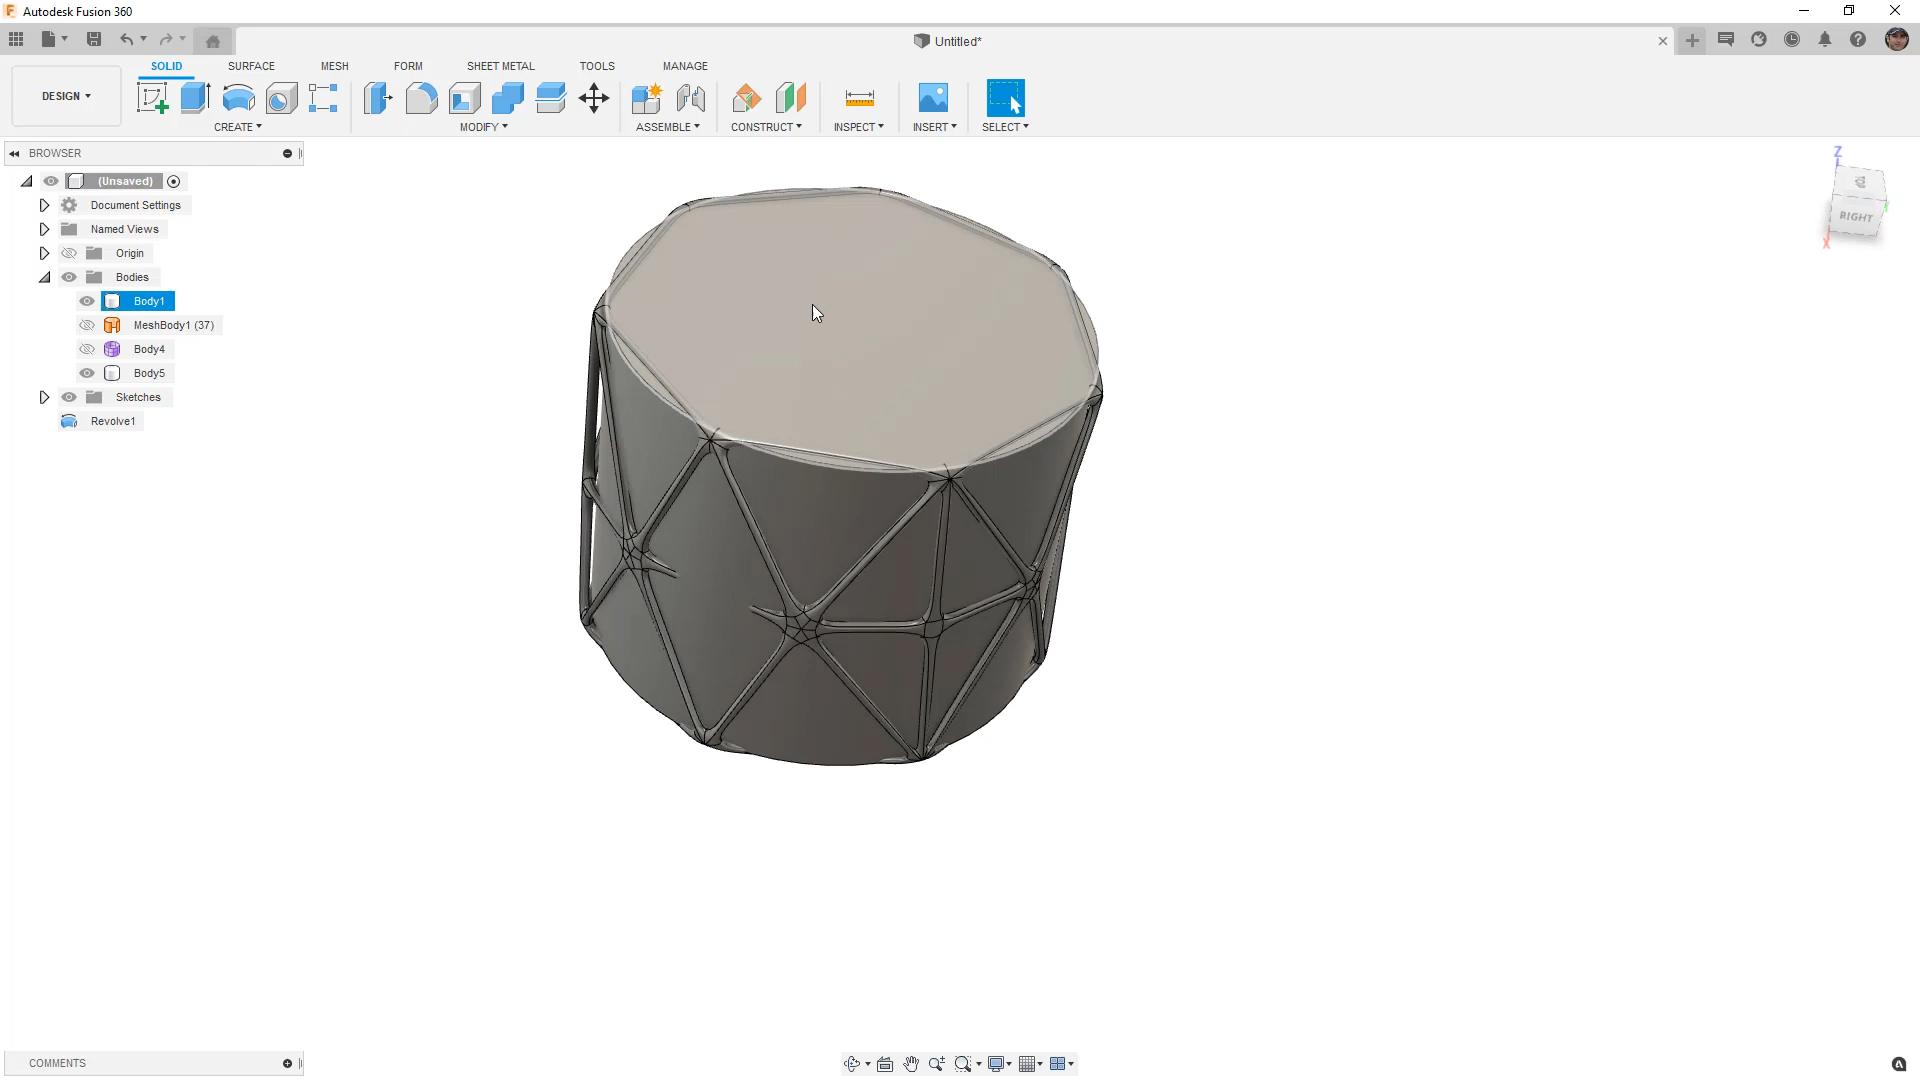 Autodesk Fusion 360
Untitled*
SOLID SURFACE MESH FORM SHEET METAL TOOLS MANAGE
DESIGN
CREATE MODIFY ASSEMBLE CONSTRUCT INSPECT INSERT SELECT
BROWSER
(Unsaved)
Document Settings
Named Views
Origin
Bodies
Body1
MeshBody1 (37)
Body4
Body5
Sketches
Revolve1
Z
RIGHT
X
COMMENTS